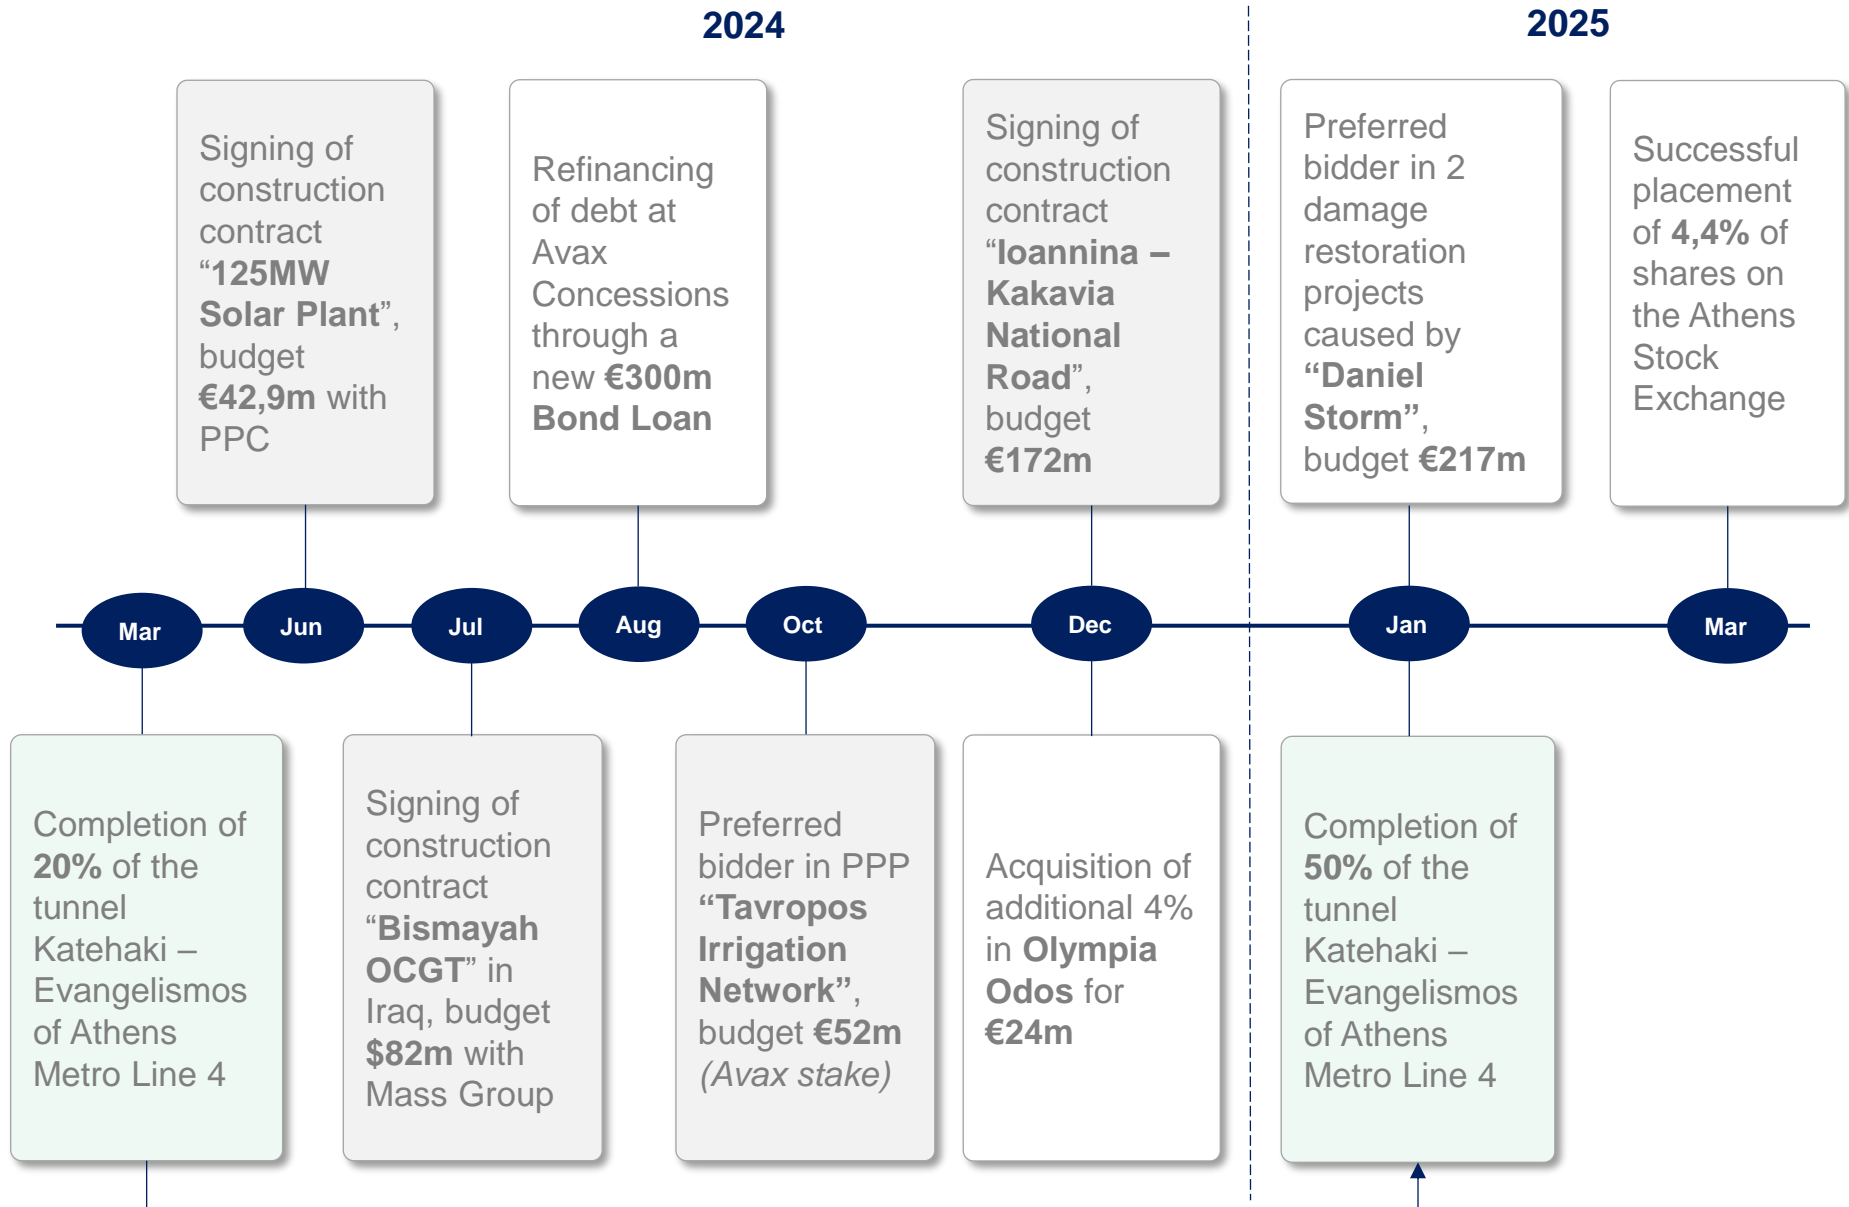 2024
2025
Signing of
construction
contract
“125MW
Solar Plant”,
budget
€42,9m with
PPC
Refinancing
of debt at
Avax
Concessions
through a
new €300m
Bond Loan
Signing of
construction
contract
“Ioannina –
Kakavia
National
Road”,
budget
€172m
Preferred
bidder in 2
damage
restoration
projects
caused by
“Daniel
Storm”,
budget €217m
Successful
placement
of 4,4% of
shares on
the Athens
Stock
Exchange
Mar
Jun
Jul
Aug
Oct
Dec
Jan
Mar
Completion of
20% of the
tunnel
Katehaki –
Evangelismos
of Athens
Metro Line 4
Signing of
construction
contract
“Bismayah
OCGT” in
Iraq, budget
$82m with
Mass Group
Preferred
bidder in PPP
“Tavropos
Irrigation
Network”,
budget €52m
(Avax stake)
Acquisition of
additional 4%
in Olympia
Odos for
€24m
Completion of
50% of the
tunnel
Katehaki –
Evangelismos
of Athens
Metro Line 4